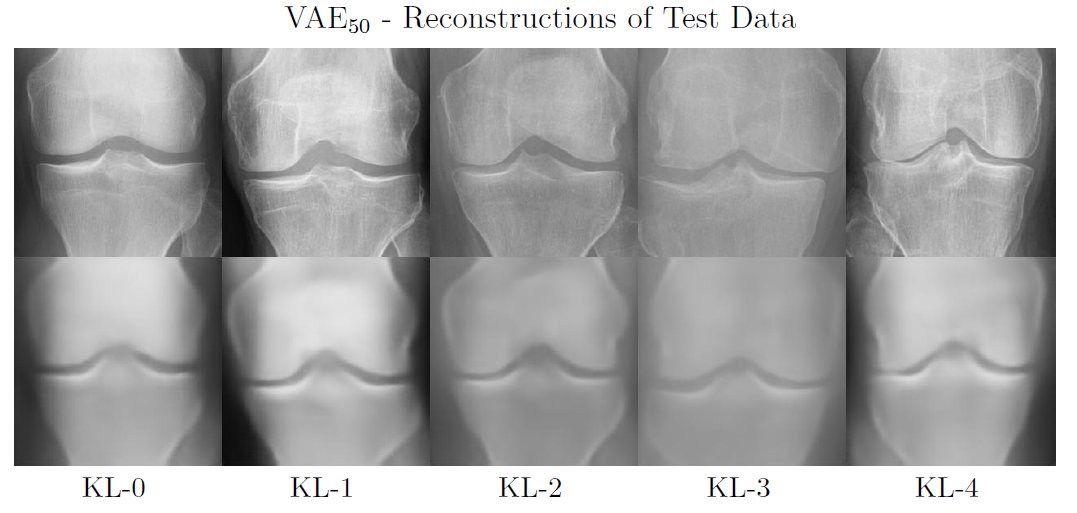 VAE₅₀ - Reconstructions of Test Data
KL-0 KL-1 KL-2 KL-3 KL-4